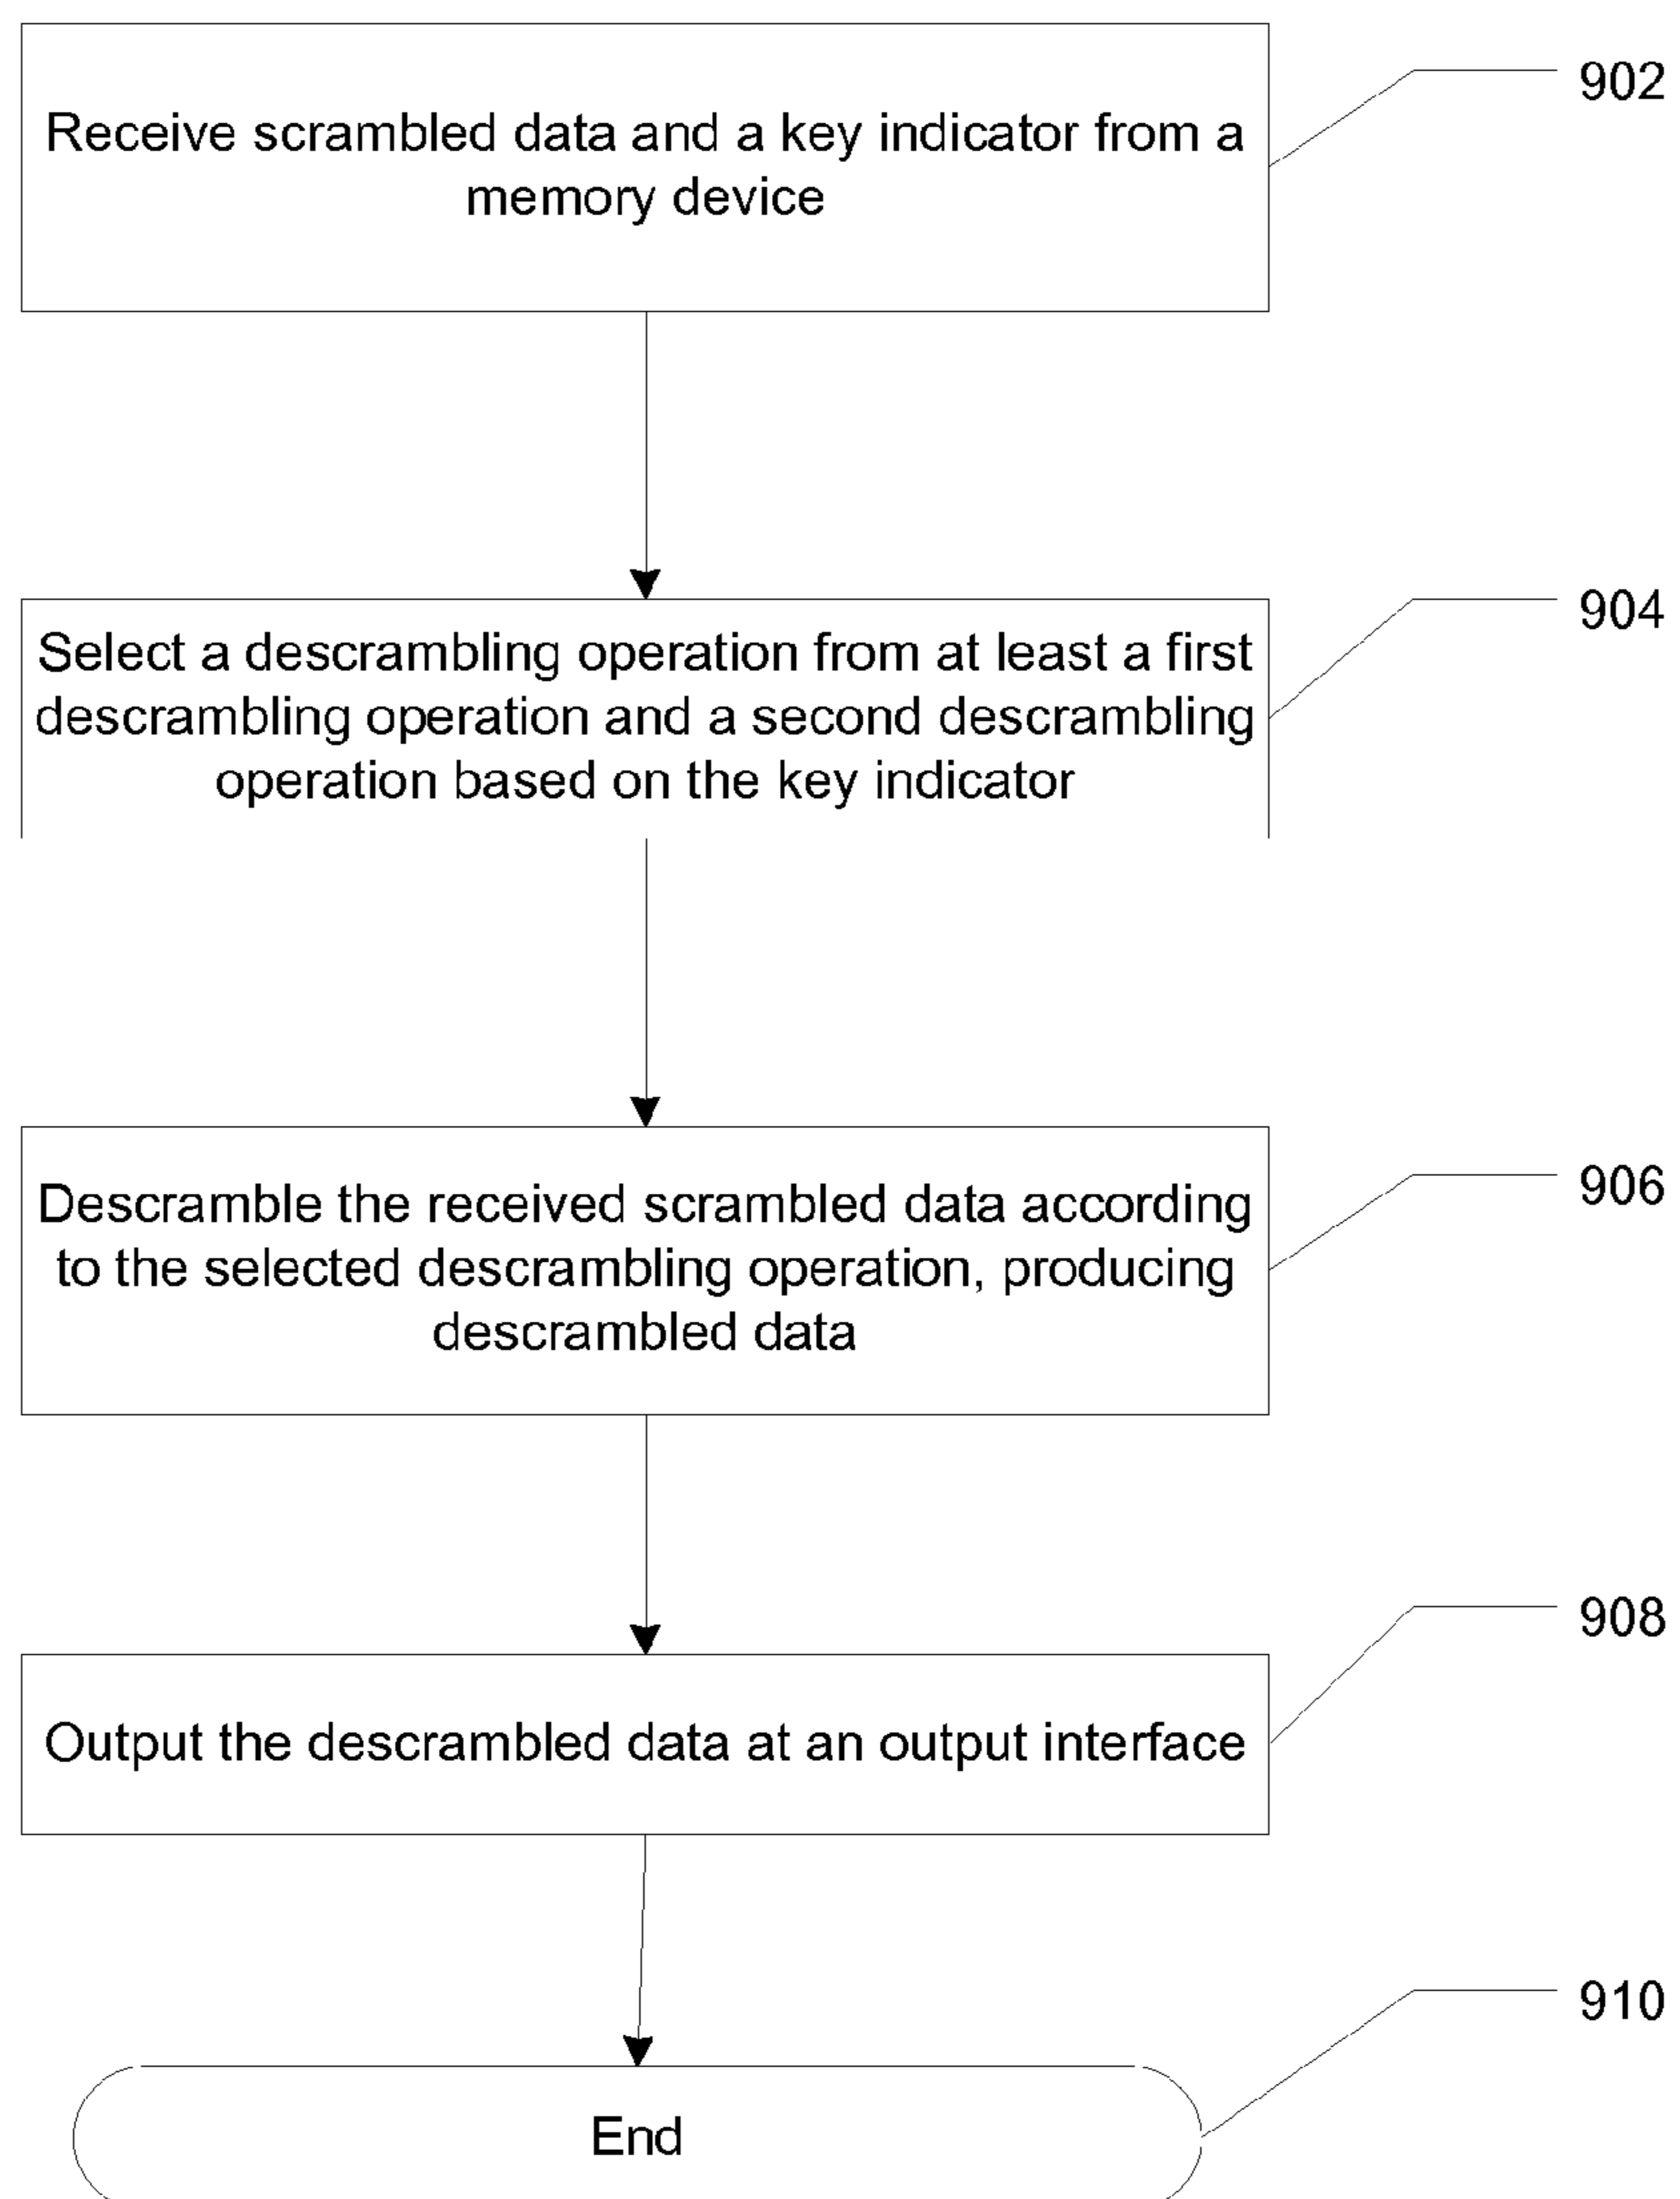 Receive scrambled data and a key indicator from a
memory device
902
Select a descrambling operation from at least a first
descrambling operation and a second descrambling
operation based on the key indicator
904
Descramble the received scrambled data according
to the selected descrambling operation, producing
descrambled data
906
Output the descrambled data at an output interface
908
End
910